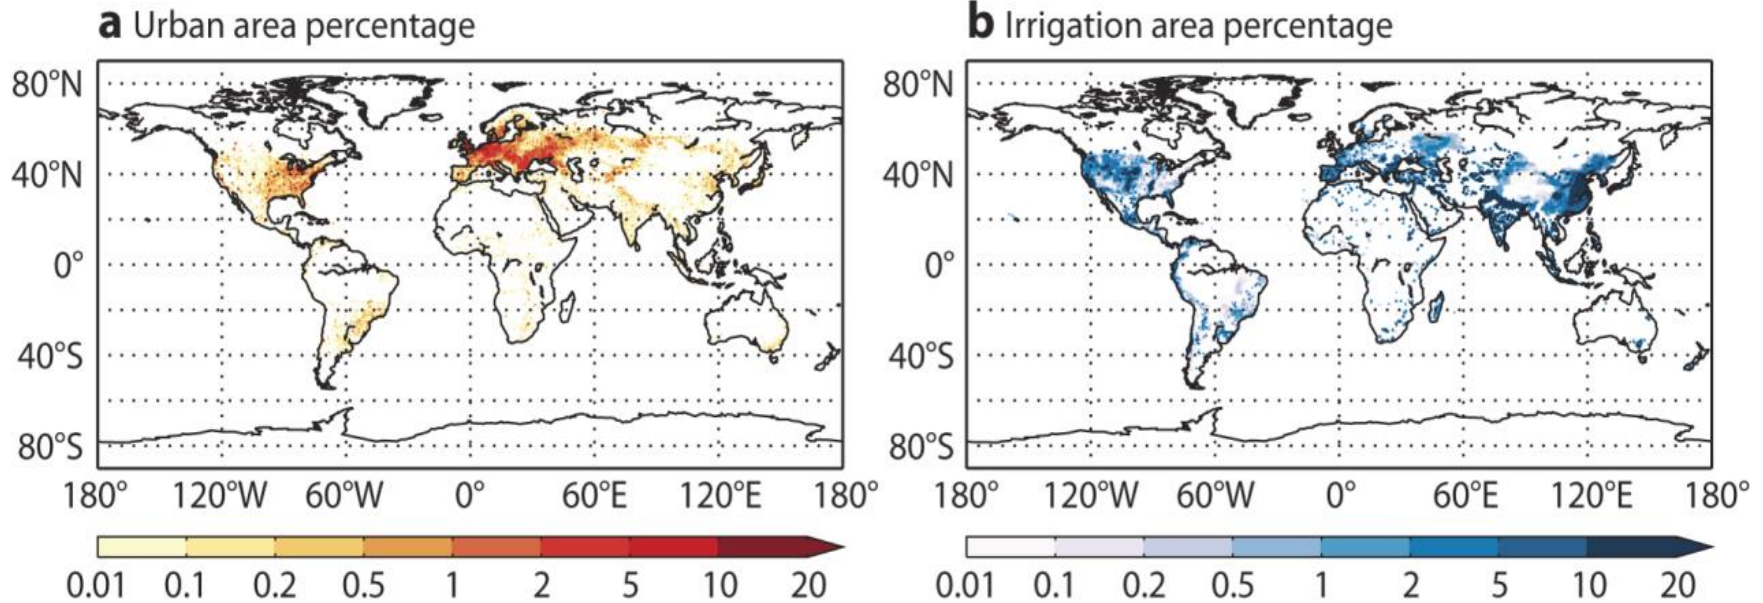 a Urban area percentage
80°N
40°N
0°
40°S
80°S
180° 120°W 60°W 0° 60°E 120°E 180°
0.01 0.1 0.2 0.5 1 2 5 10 20
b Irrigation area percentage
80°N
40°N
0°
40°S
80°S
180° 120°W 60°W 0° 60°E 120°E 180°
0.01 0.1 0.2 0.5 1 2 5 10 20